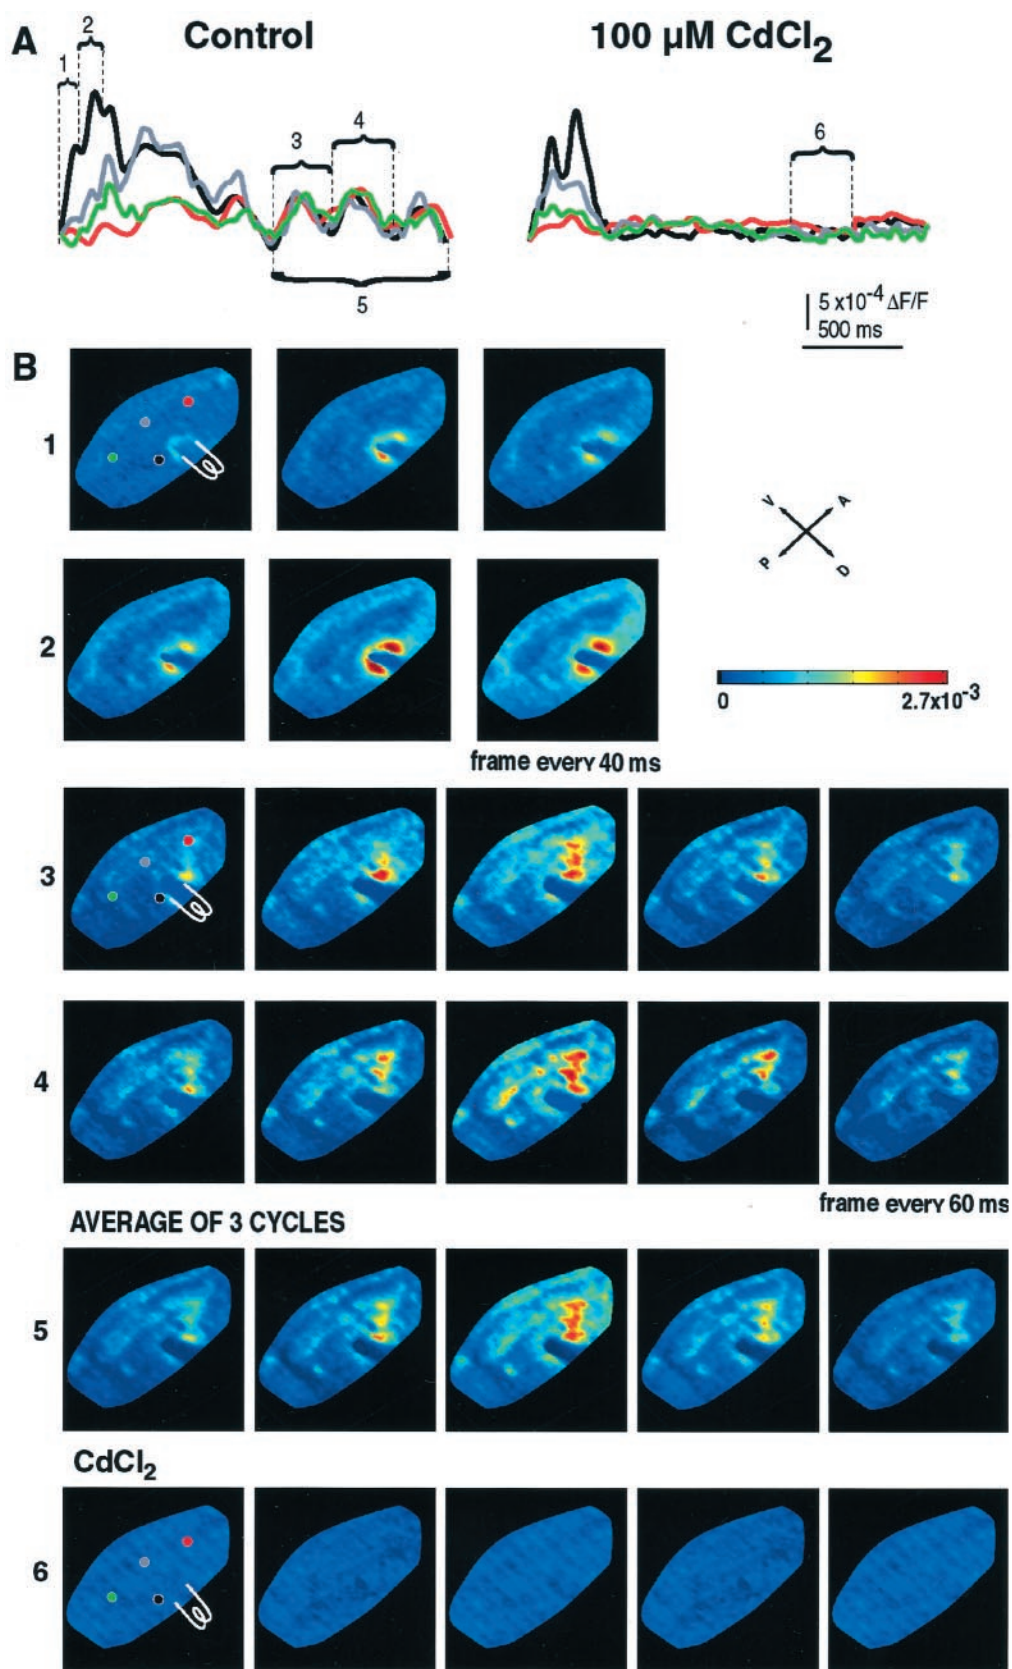 A
Control
100 µM CdCl2
1
2
3
4
5
6
5 x10-4 ΔF/F
500 ms
B
1
V
A
P
D
2
0
2.7x10-3
frame every 40 ms
3
4
frame every 60 ms
AVERAGE OF 3 CYCLES
5
CdCl2
6